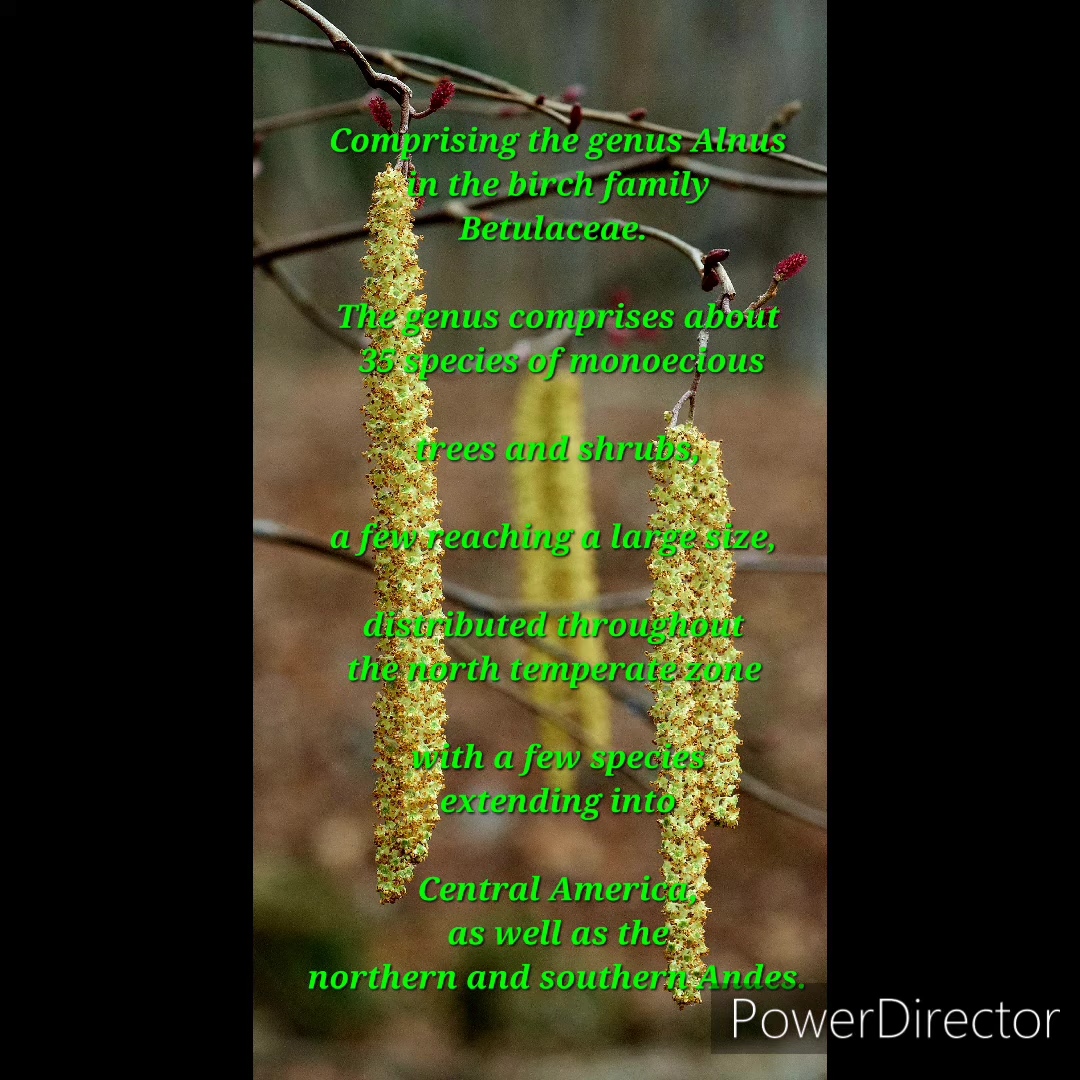 Comprising the genus Alnus
in the birch family
Betulaceae.
The genus comprises about
35 species of monoecious
trees and shrubs,
a few reaching a large size,
distributed throughout
the north temperate zone
with a few species
extending into
Central America,
as well as the
northern and southern Andes.
PowerDirector